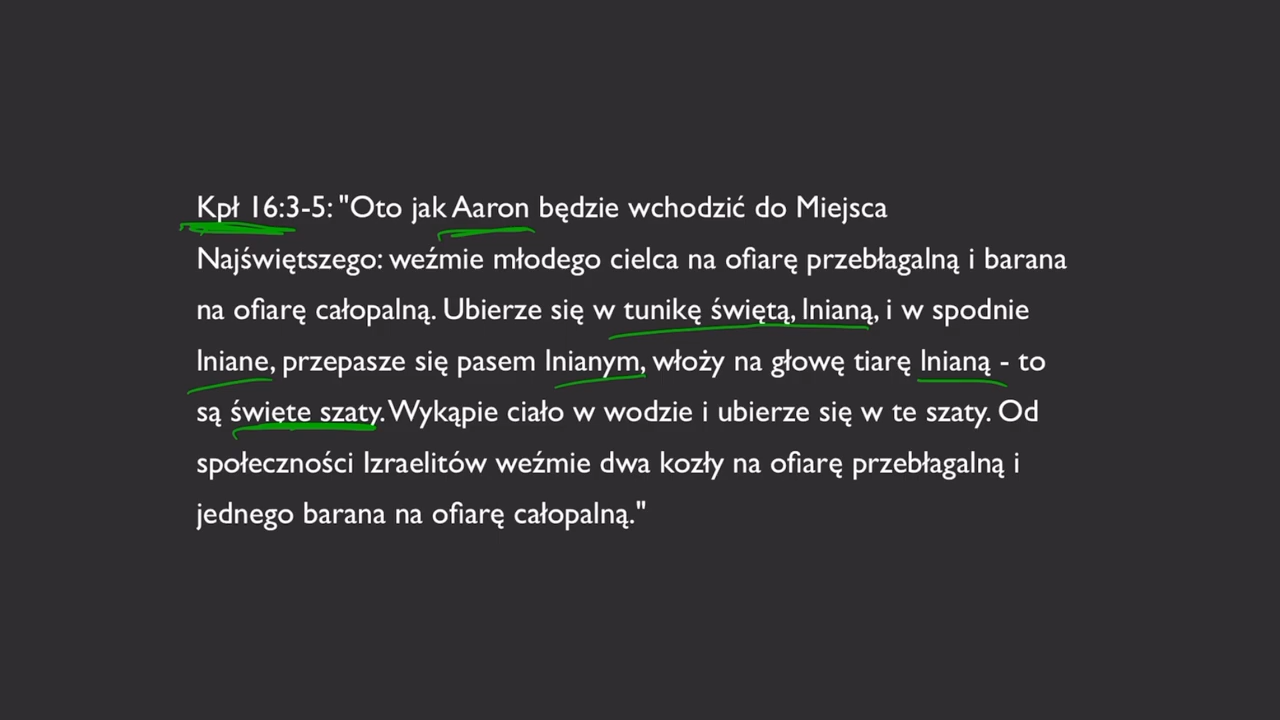 Kpł 16:3-5: "Oto jak Aaron będzie wchodzić do Miejsca
Najświętszego: weźmie młodego cielca na ofiarę przebłagalną i barana
na ofiarę całopalną. Ubierze się w tunikę świętą, lnianą, i w spodnie
lniane, przepasze się pasem lnianym, włoży na głowę tiarę lnianą - to
są święte szaty. Wykąpie ciało w wodzie i ubierze się w te szaty. Od
społeczności Izraelitów weźmie dwa kozły na ofiarę przebłagalną i
jednego barana na ofiarę całopalną."